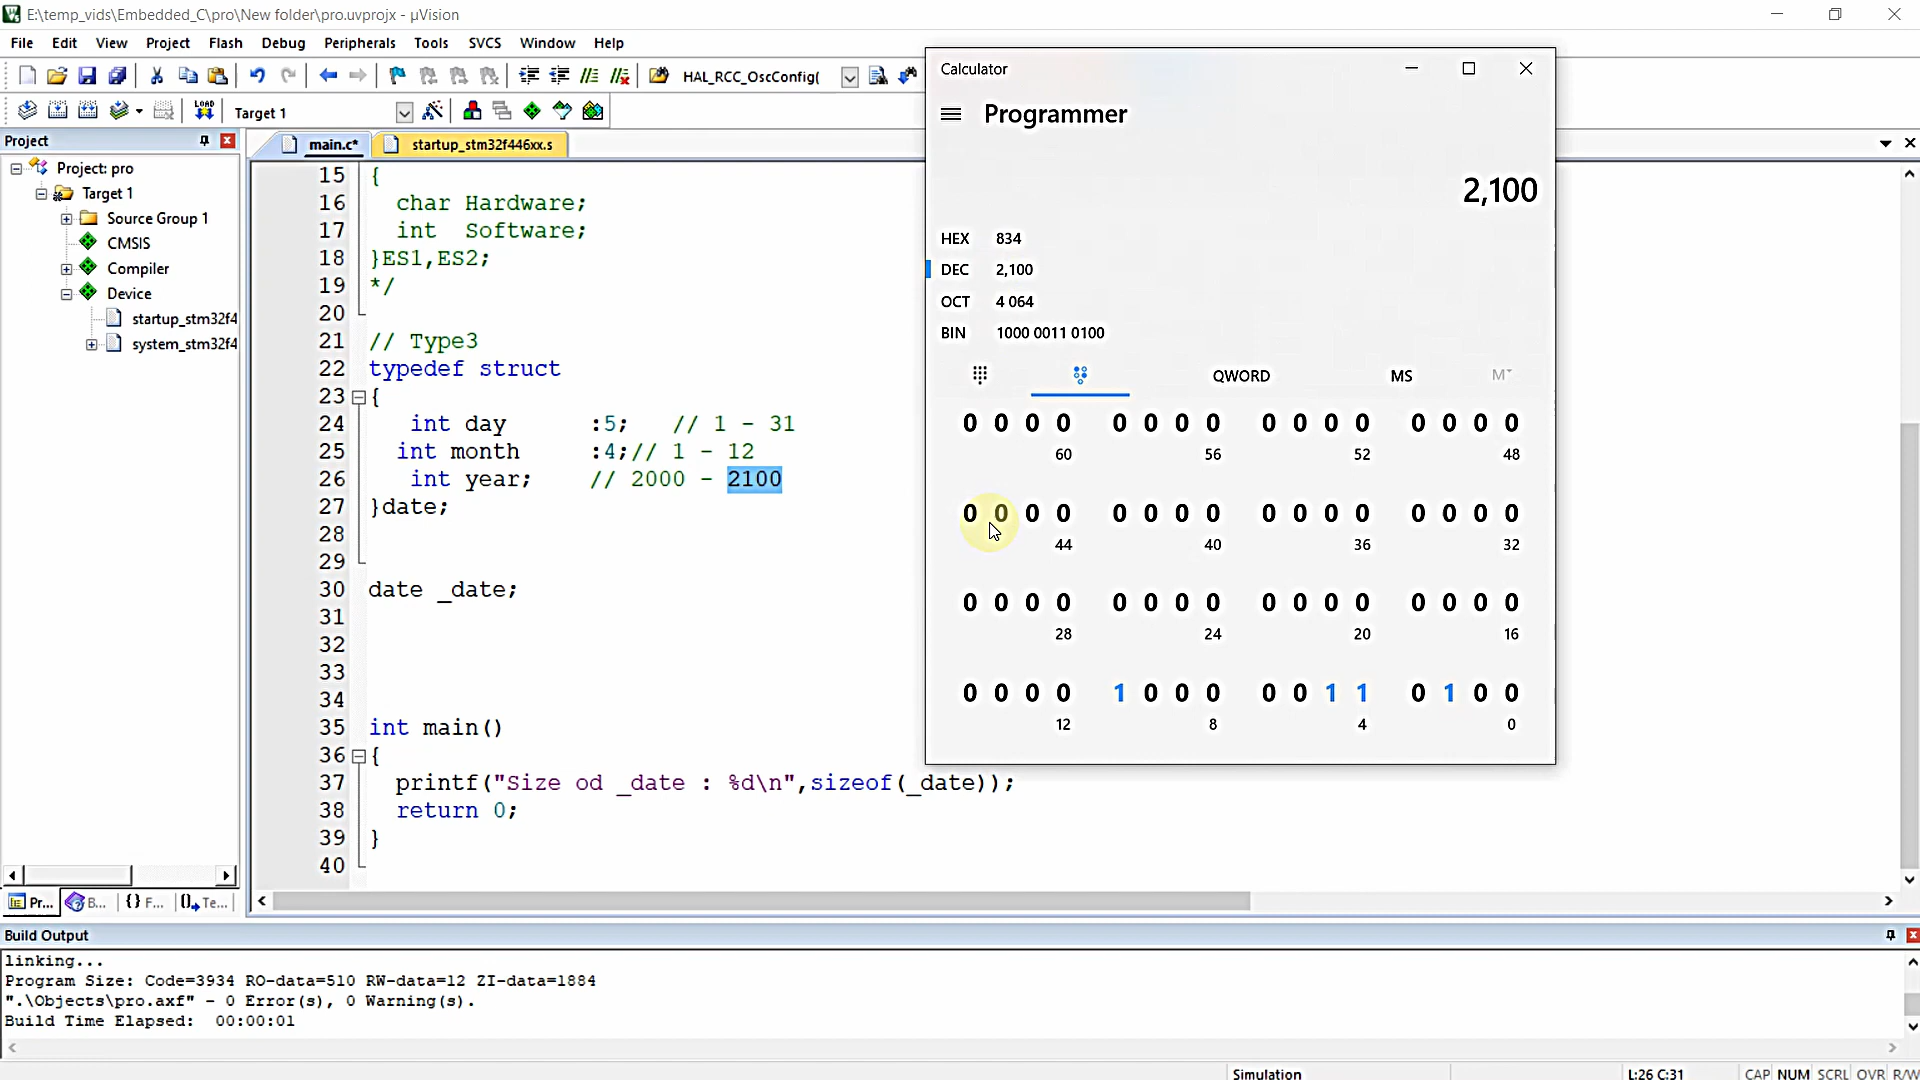 E:\temp_vids\Embedded_C\pro\New folder\pro.uvprojx - µVision
File Edit View Project Flash Debug Peripherals Tools SVCS Window Help
HAL_RCC_OscConfig(
LOAD Target 1
Project
Project: pro
Target 1
Source Group 1
CMSIS
Compiler
Device
startup_stm32f4
system_stm32f4
Pr... B... {} F... Te...
main.c* startup_stm32f446xx.s
15 {
16 char Hardware;
17 int Software;
18 }ES1,ES2;
19 */
20
21 // Type3
22 typedef struct
23 {
24 int day :5; // 1 - 31
25 int month :4;// 1 - 12
26 int year; // 2000 - 2100
27 }date;
28
29
30 date _date;
31
32
33
34
35 int main()
36 {
37 printf("Size od _date : %d\n",sizeof(_date));
38 return 0;
39 }
40
Calculator
Programmer
2,100
HEX 834
DEC 2,100
OCT 4 064
BIN 1000 0011 0100
QWORD MS M
0 0 0 0 0 0 0 0 0 0 0 0 0 0 0 0
60 56 52 48
0 0 0 0 0 0 0 0 0 0 0 0 0 0 0 0
44 40 36 32
0 0 0 0 0 0 0 0 0 0 0 0 0 0 0 0
28 24 20 16
0 0 0 0 1 0 0 0 0 0 1 1 0 1 0 0
12 8 4 0
Build Output
linking...
Program Size: Code=3934 RO-data=510 RW-data=12 ZI-data=1884
".\Objects\pro.axf" - 0 Error(s), 0 Warning(s).
Build Time Elapsed: 00:00:01
Simulation L:26 C:31 CAP NUM SCRL OVR R/W